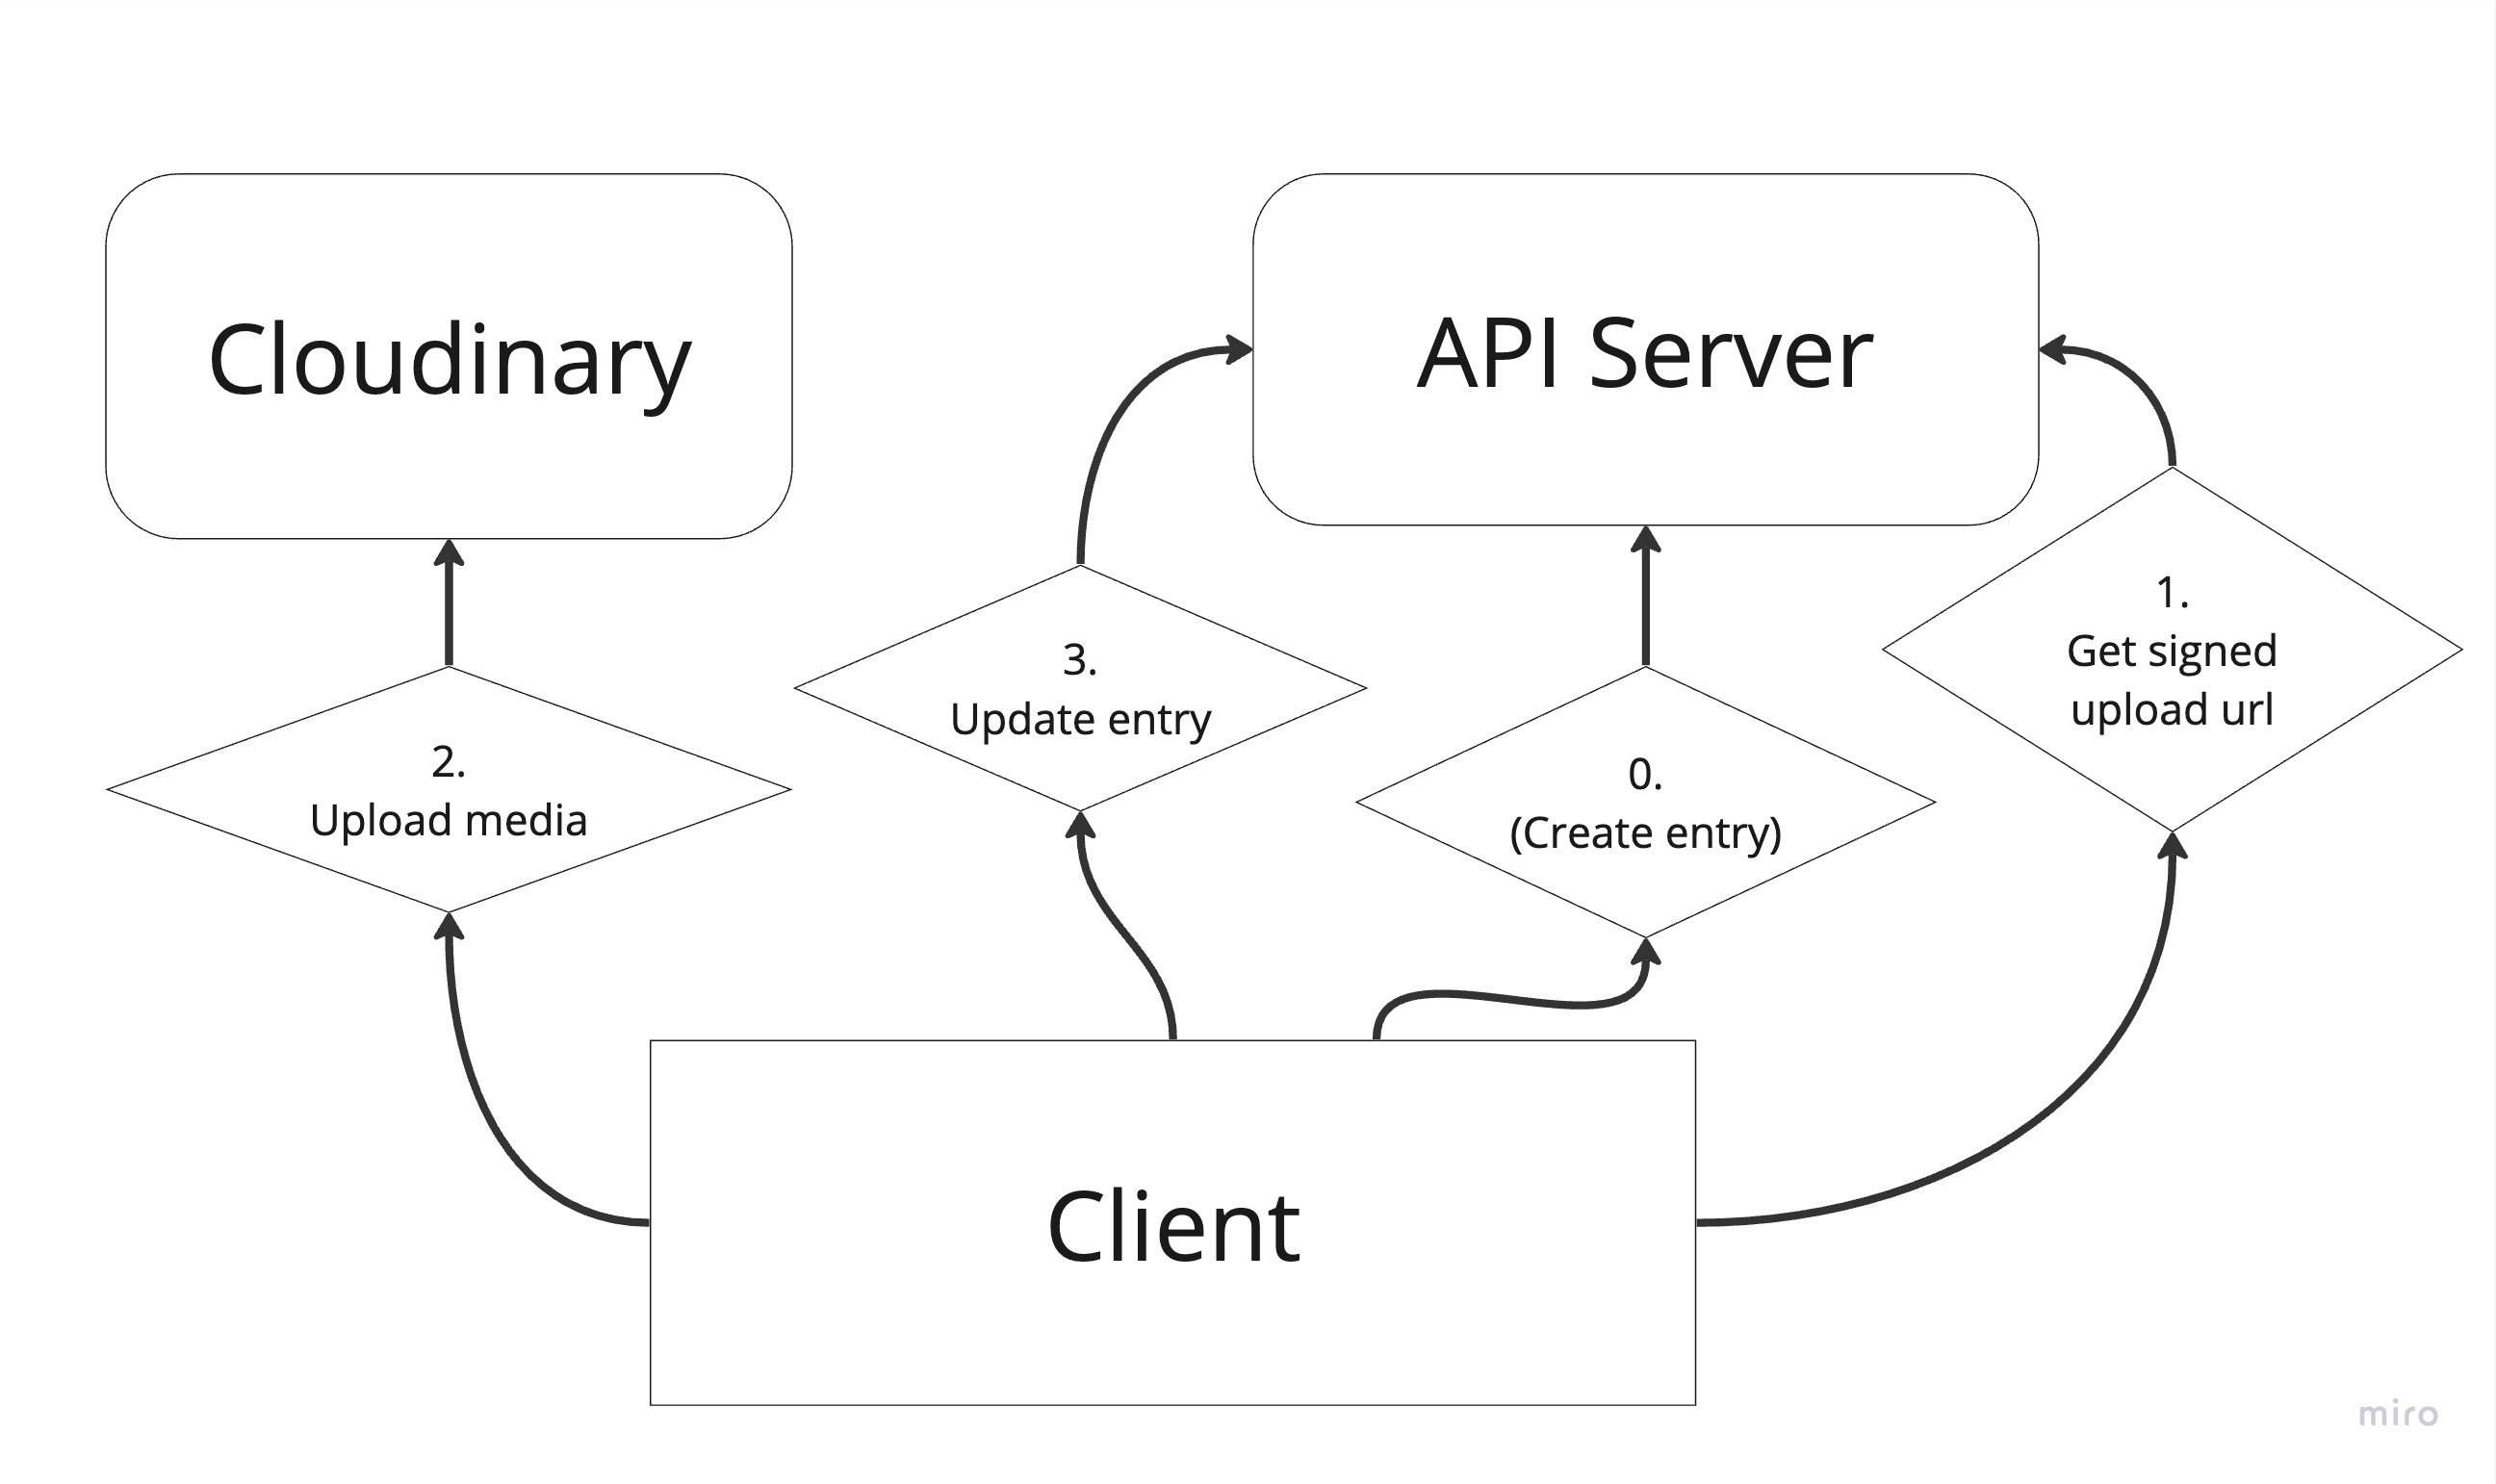 Cloudinary
API Server
1.
Get signed
upload url
3.
Update entry
2.
Upload media
0.
(Create entry)
Client
miro